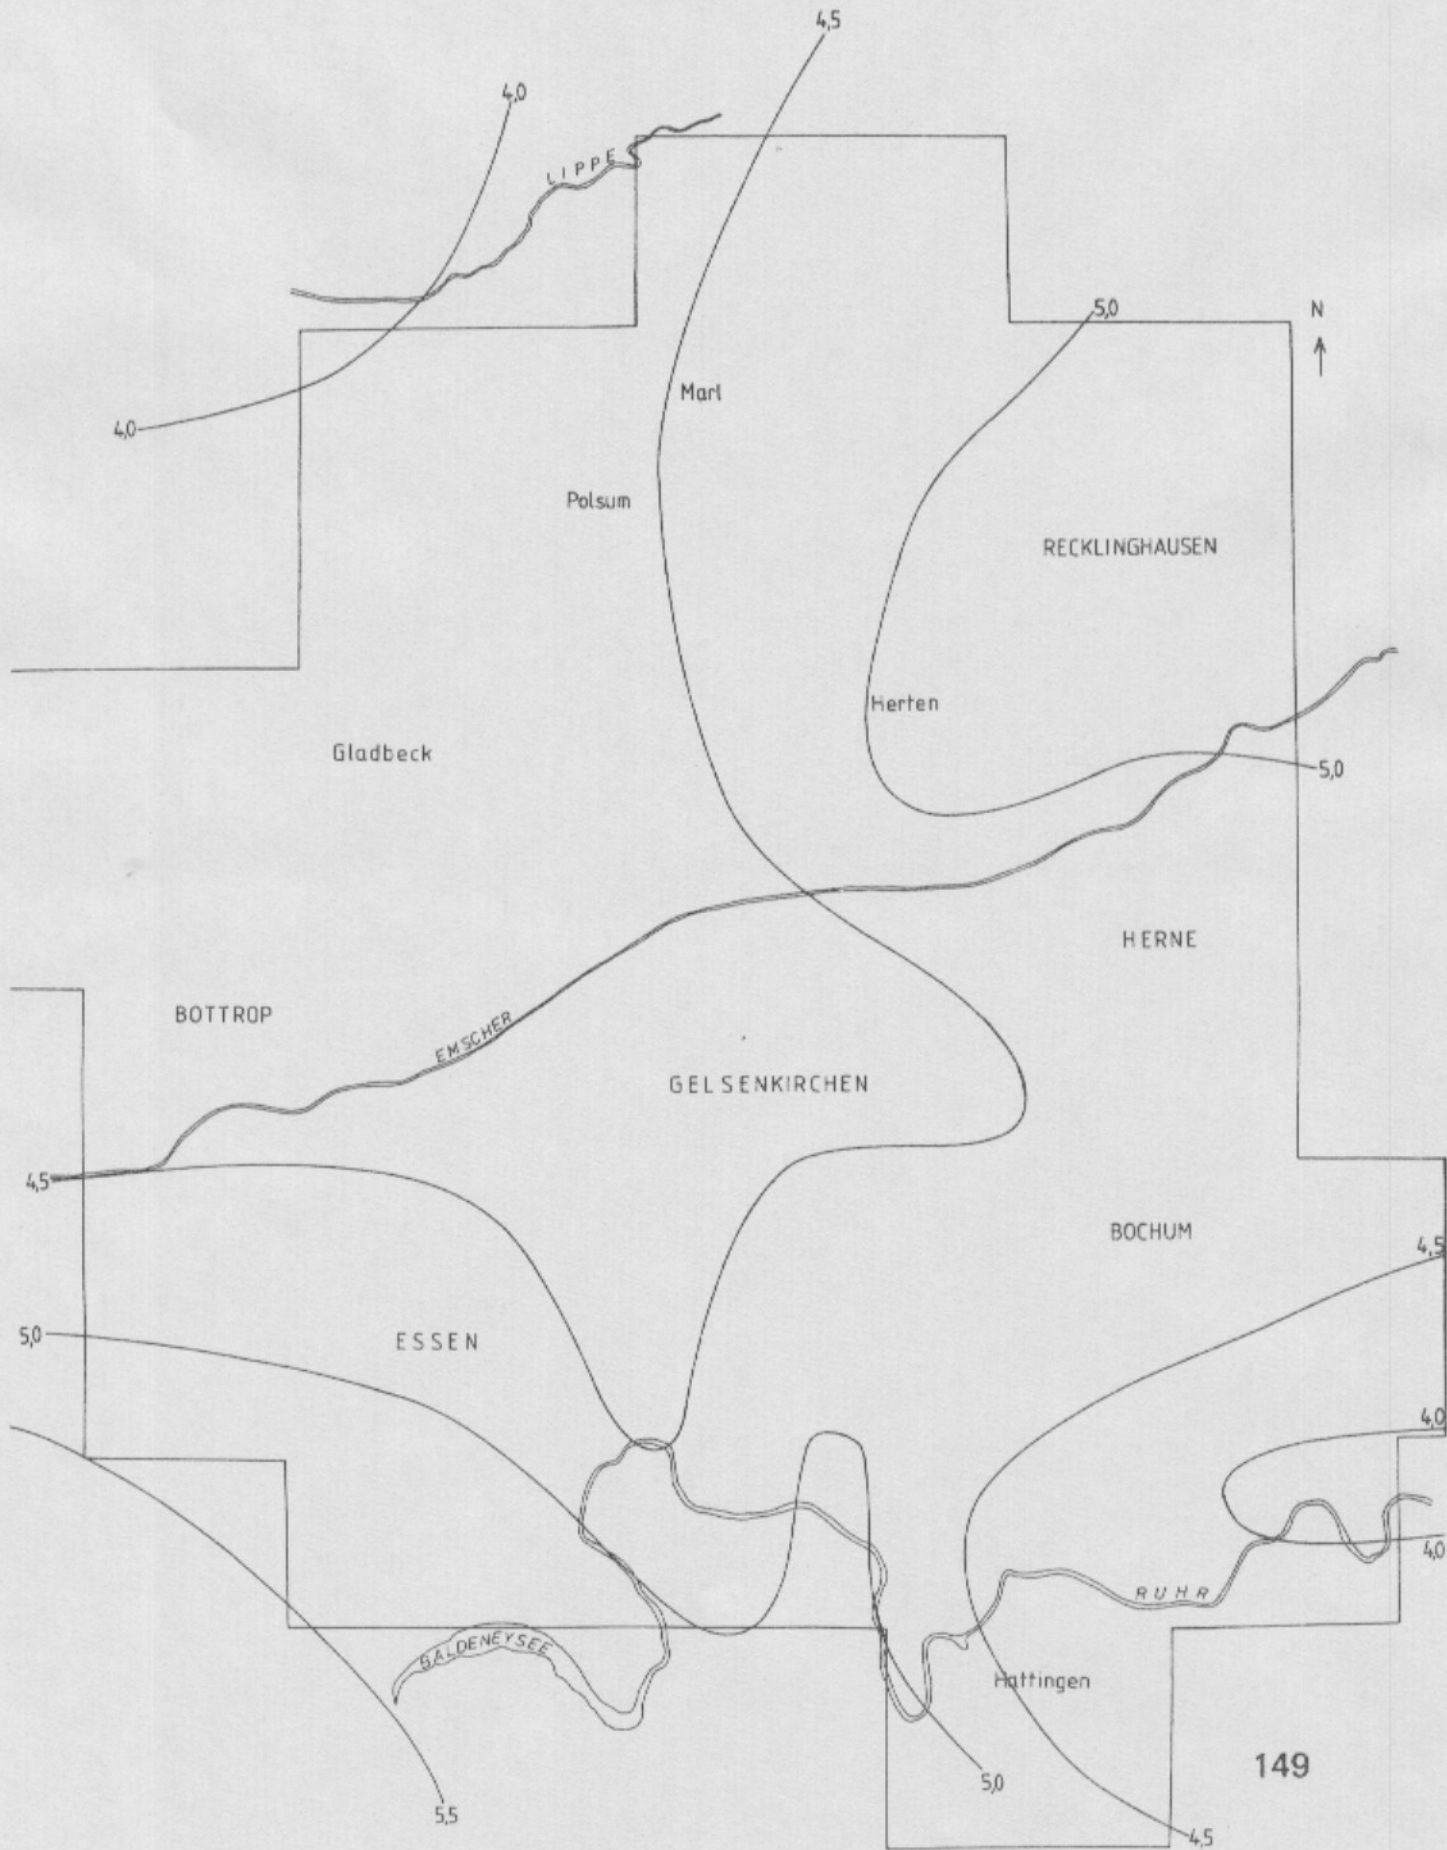 4,5
4,0
LIPPE
5,0
N
Marl
4,0
Polsum
RECKLINGHAUSEN
Herten
Gladbeck
5,0
HERNE
BOTTROP
EMSCHER
GELSENKIRCHEN
4,5
BOCHUM
4,5
5,0
ESSEN
4,0
4,0
RUHR
BALDENEYSEE
Hattingen
149
5,0
5,5
4,5